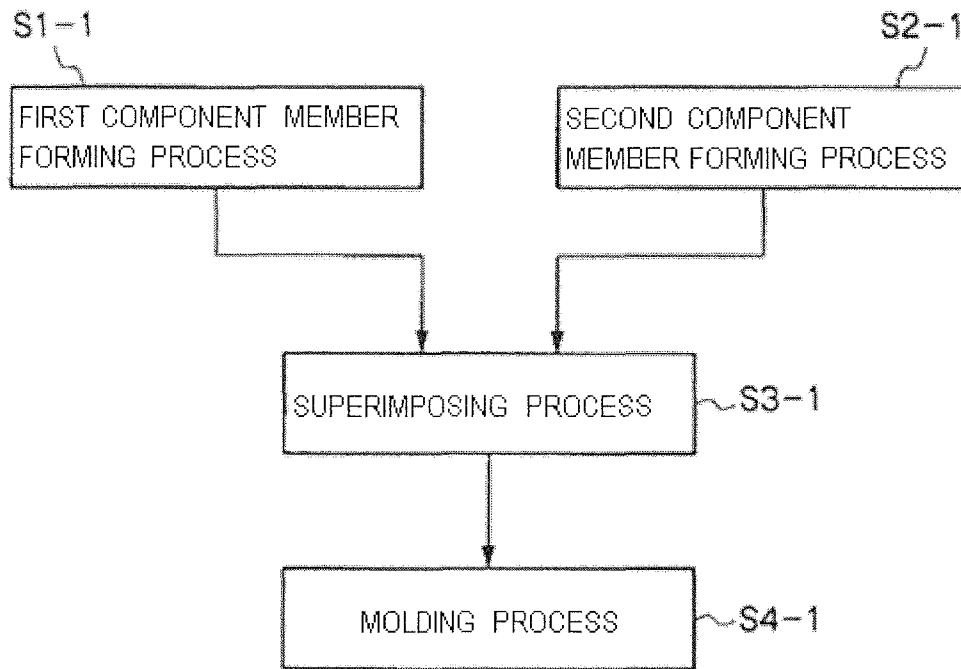 S1-1
S2-1
FIRST COMPONENT MEMBER
FORMING PROCESS
SECOND COMPONENT
MEMBER FORMING PROCESS
SUPERIMPOSING PROCESS
S3-1
MOLDING PROCESS
S4-1